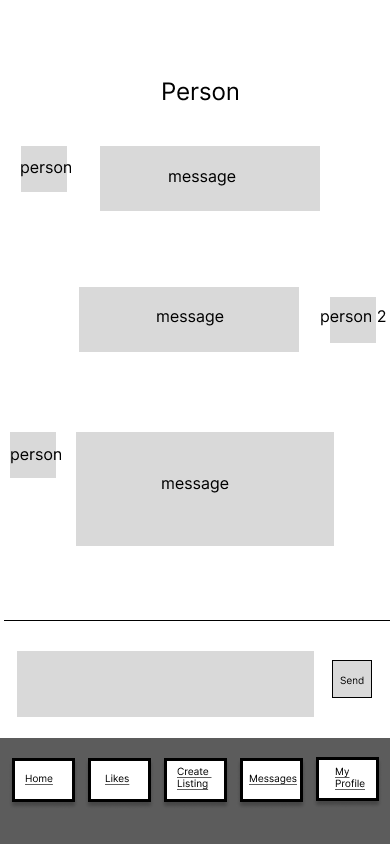 Person
person
message
message
person 2
person
message
Send
Home
Likes
Create
Listing
Messages
My
Profile